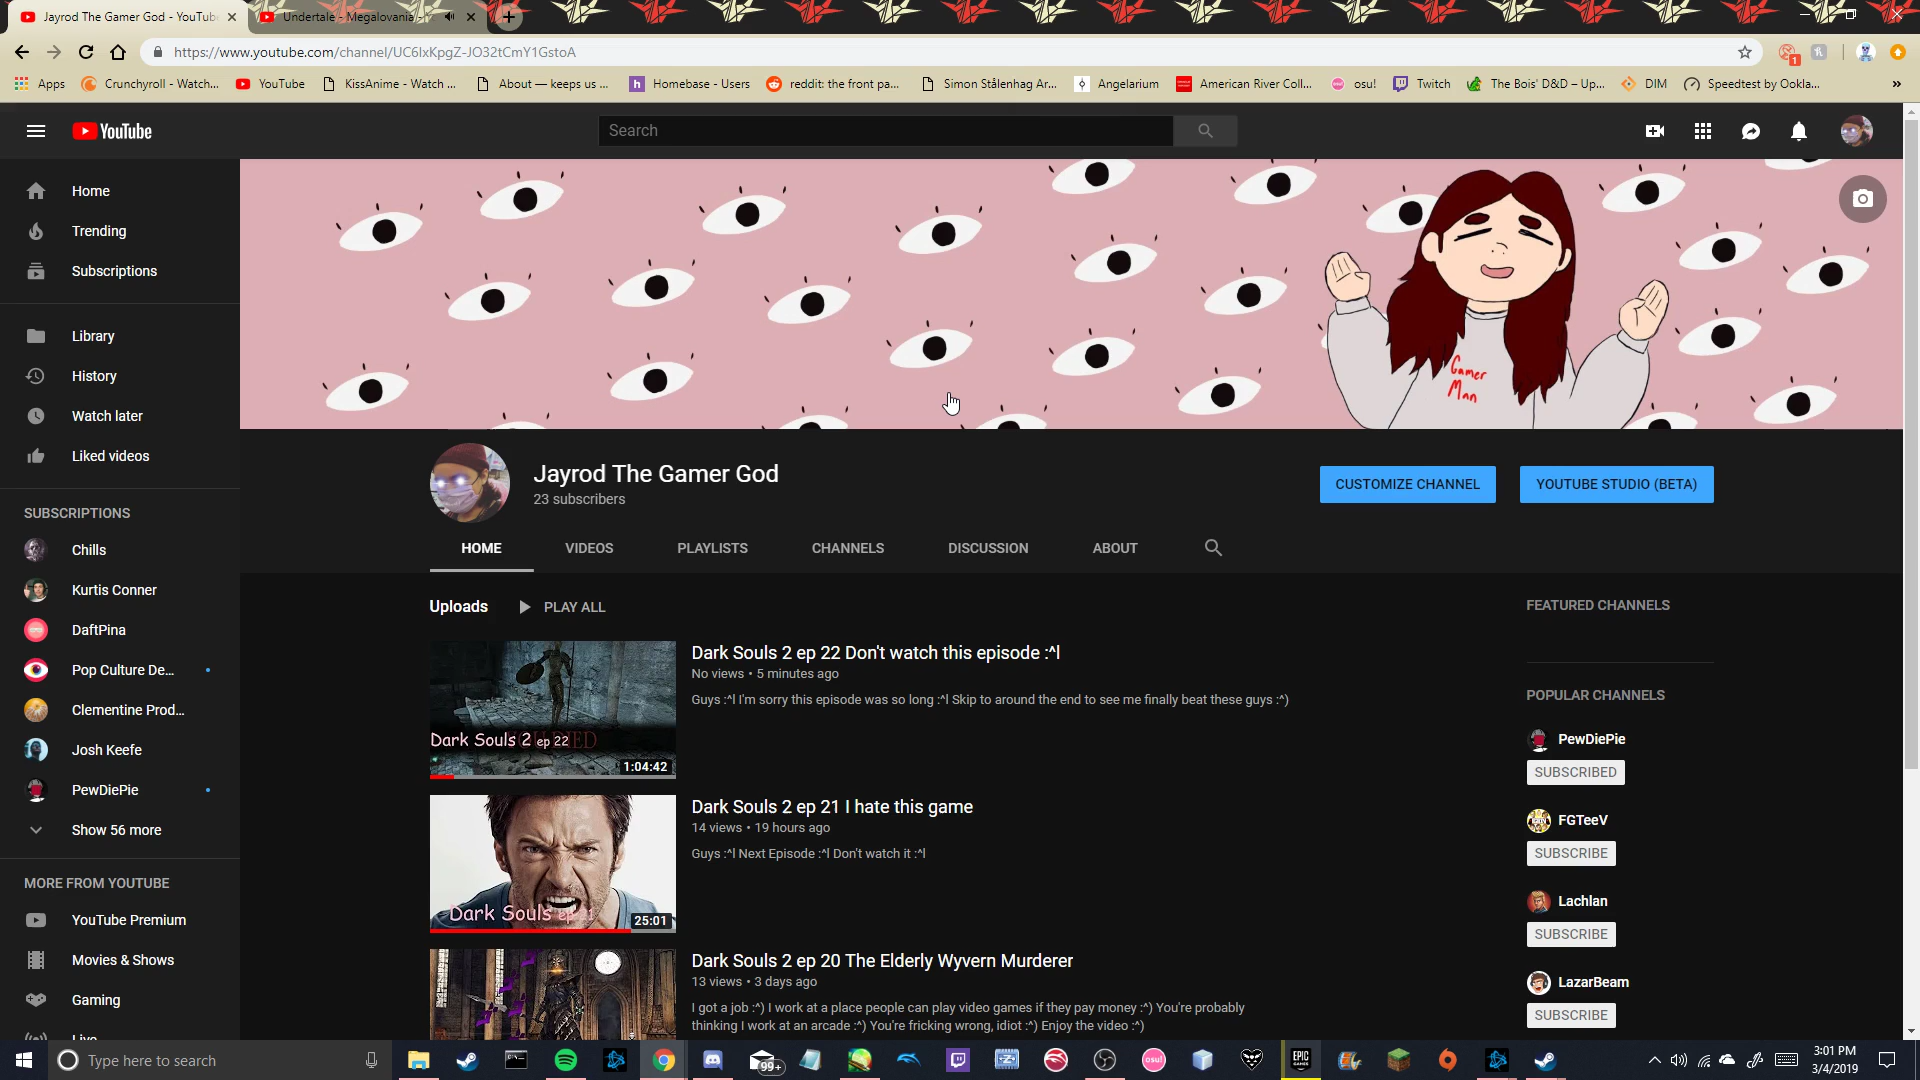 Jayrod The Gamer God - YouTube
Undertale - Megalovania -
https://www.youtube.com/channel/UC6IxKpgZ-JO32tCmY1GstoA
Apps
Crunchyroll - Watch...
YouTube
KissAnime - Watch ...
About — keeps us ...
Homebase - Users
reddit: the front pa...
Simon Stålenhag Ar...
Angelarium
American River Coll...
osu!
Twitch
The Bois' D&D – Up...
DIM
Speedtest by Ookla...
»
YouTube
Search
Home
Trending
Subscriptions
Library
History
Watch later
Liked videos
SUBSCRIPTIONS
Chills
Kurtis Conner
DaftPina
Pop Culture De...
Clementine Prod...
Josh Keefe
PewDiePie
Show 56 more
MORE FROM YOUTUBE
YouTube Premium
Movies & Shows
Gaming
Live
Gamer
Man
Jayrod The Gamer God
23 subscribers
CUSTOMIZE CHANNEL
YOUTUBE STUDIO (BETA)
HOME
VIDEOS
PLAYLISTS
CHANNELS
DISCUSSION
ABOUT
Uploads
PLAY ALL
YOU DIED
Dark Souls 2 ep 22
1:04:42
Dark Souls 2 ep 22 Don't watch this episode :^l
No views • 5 minutes ago
Guys :^l I'm sorry this episode was so long :^l Skip to around the end to see me finally beat these guys :^)
Dark Souls ep 21
25:01
Dark Souls 2 ep 21 I hate this game
14 views • 19 hours ago
Guys :^l Next Episode :^l Don't watch it :^l
Dark Souls 2 ep 20 The Elderly Wyvern Murderer
13 views • 3 days ago
I got a job :^) I work at a place people can play video games if they pay money :^) You're probably
thinking I work at an arcade :^) You're fricking wrong, idiot :^) Enjoy the video :^)
FEATURED CHANNELS
POPULAR CHANNELS
PewDiePie
SUBSCRIBED
FGTeeV
SUBSCRIBE
Lachlan
SUBSCRIBE
LazarBeam
SUBSCRIBE
Type here to search
99+
osu!
EPIC
GAMES
3:01 PM
3/4/2019